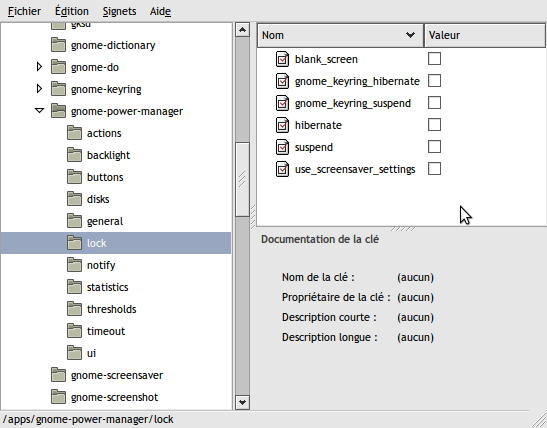 Fichier Édition Signets Aide
gksu
gnome-dictionary
gnome-do
gnome-keyring
gnome-power-manager
actions
backlight
buttons
disks
general
lock
notify
statistics
thresholds
timeout
ui
gnome-screensaver
gnome-screenshot
Nom Valeur
blank_screen
gnome_keyring_hibernate
gnome_keyring_suspend
hibernate
suspend
use_screensaver_settings
Documentation de la clé
Nom de la clé : (aucun)
Propriétaire de la clé : (aucun)
Description courte : (aucun)
Description longue : (aucun)
/apps/gnome-power-manager/lock